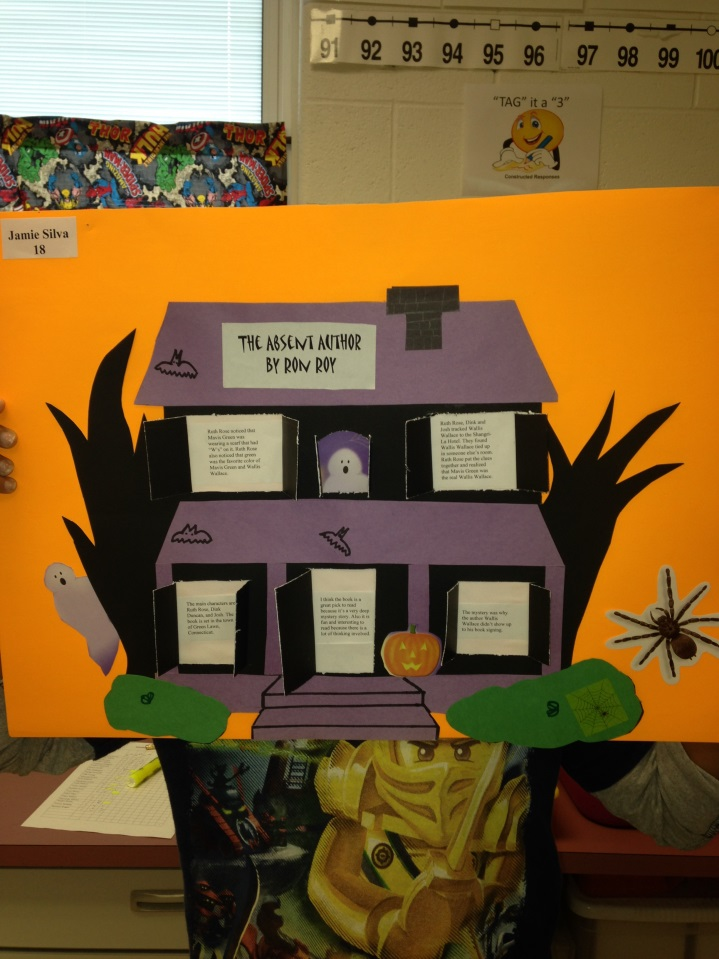 91 92 93 94 95 96 97 98 99 100
"TAG" it a "3"
Constructed Responses
THOR
Jamie Silva
18
THE ABSENT AUTHOR
BY RON ROY
Ruth Rose noticed that
Mavis Green was
wearing a scarf that had
"W's" on it. Ruth Rose
also noticed that green
was the favorite color of
Mavis Green and Wallis
Wallace.
Ruth Rose, Dink and
Josh tracked Wallis
Wallace to the Shangri-
La Hotel. They found
Wallis Wallace tied up
in someone else's room.
Ruth Rose put the clues
together and realized
that Mavis Green was
the real Wallis Wallace.
The main characters are
Ruth Rose, Dink
Duncan, and Josh. The
book is set in the town
of Green Lawn,
Connecticut.
I think the book is a
great pick to read
because it's a very deep
mystery story. Also it is
fun and interesting to
read because there is a
lot of thinking involved.
The mystery was why
the author Wallis
Wallace didn't show up
to his book signing.